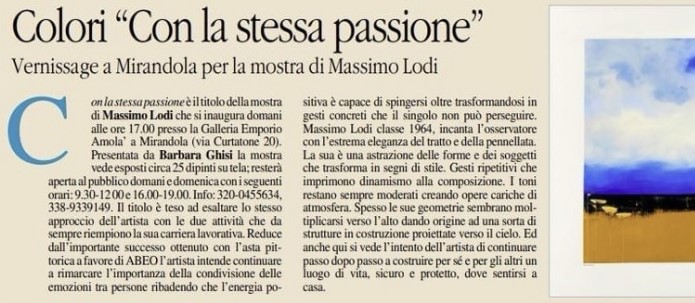 Colori “Con la stessa passione”
Vernissage a Mirandola per la mostra di Massimo Lodi
Con la stessa passione è il titolo della mostra
di Massimo Lodi che si inaugura domani
alle ore 17.00 presso la Galleria Emporio
Amola’ a Mirandola (via Curtatone 20).
Presentata da Barbara Ghisi la mostra
vede esposti circa 25 dipinti su tela; resterà
aperta al pubblico domani e domenica con i seguenti
orari: 9.30-12 00 e 16.00-19.00. Info: 320-0455634,
338-9339149. Il titolo è teso ad esaltare lo stesso
approccio dell’artista con le due attività che da
sempre riempiono la sua carriera lavorativa. Reduce
dall’importante successo ottenuto con l’asta pit-
torica a favore di ABEO l’artista intende continuare
a rimarcare l’importanza della condivisione delle
emozioni tra persone ribadendo che l’energia po-
sitiva è capace di spingersi oltre trasformandosi in
gesti concreti che il singolo non può perseguire.
Massimo Lodi classe 1964, incanta l’osservatore
con l’estrema eleganza del tratto e della pennellata.
La sua è una astrazione delle forme e dei soggetti
che trasforma in segni di stile. Gesti ripetitivi che
imprimono dinamismo alla composizione. I toni
restano sempre moderati creando opere cariche di
atmosfera. Spesso le sue geometrie sembrano mol-
tiplicarsi verso l’alto dando origine ad una sorta di
strutture in costruzione proiettate verso il cielo. Ed
anche qui si vede l’intento dell’artista di continuare
passo dopo passo a costruire per sé e per gli altri un
luogo di vita, sicuro e protetto, dove sentirsi a
casa.